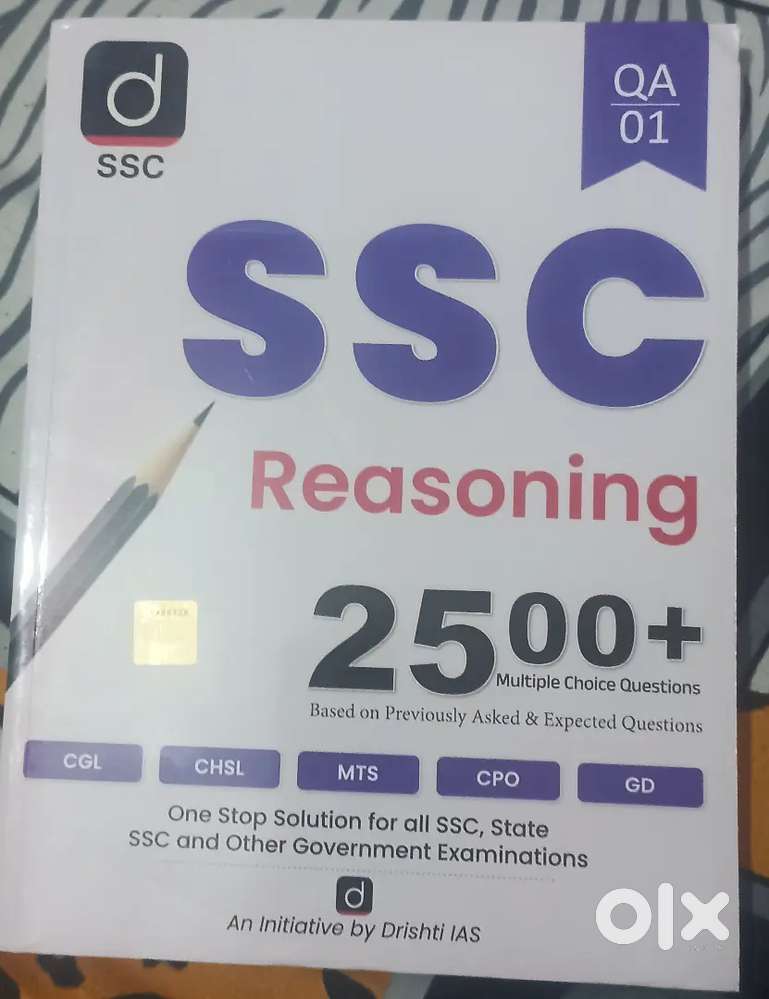 d
SSC
QA
01
SSC
Reasoning
2500+
Multiple Choice Questions
Based on Previously Asked & Expected Questions
CGL
CHSL
MTS
CPO
GD
One Stop Solution for all SSC, State
SSC and Other Government Examinations
d
An Initiative by Drishti IAS
olx